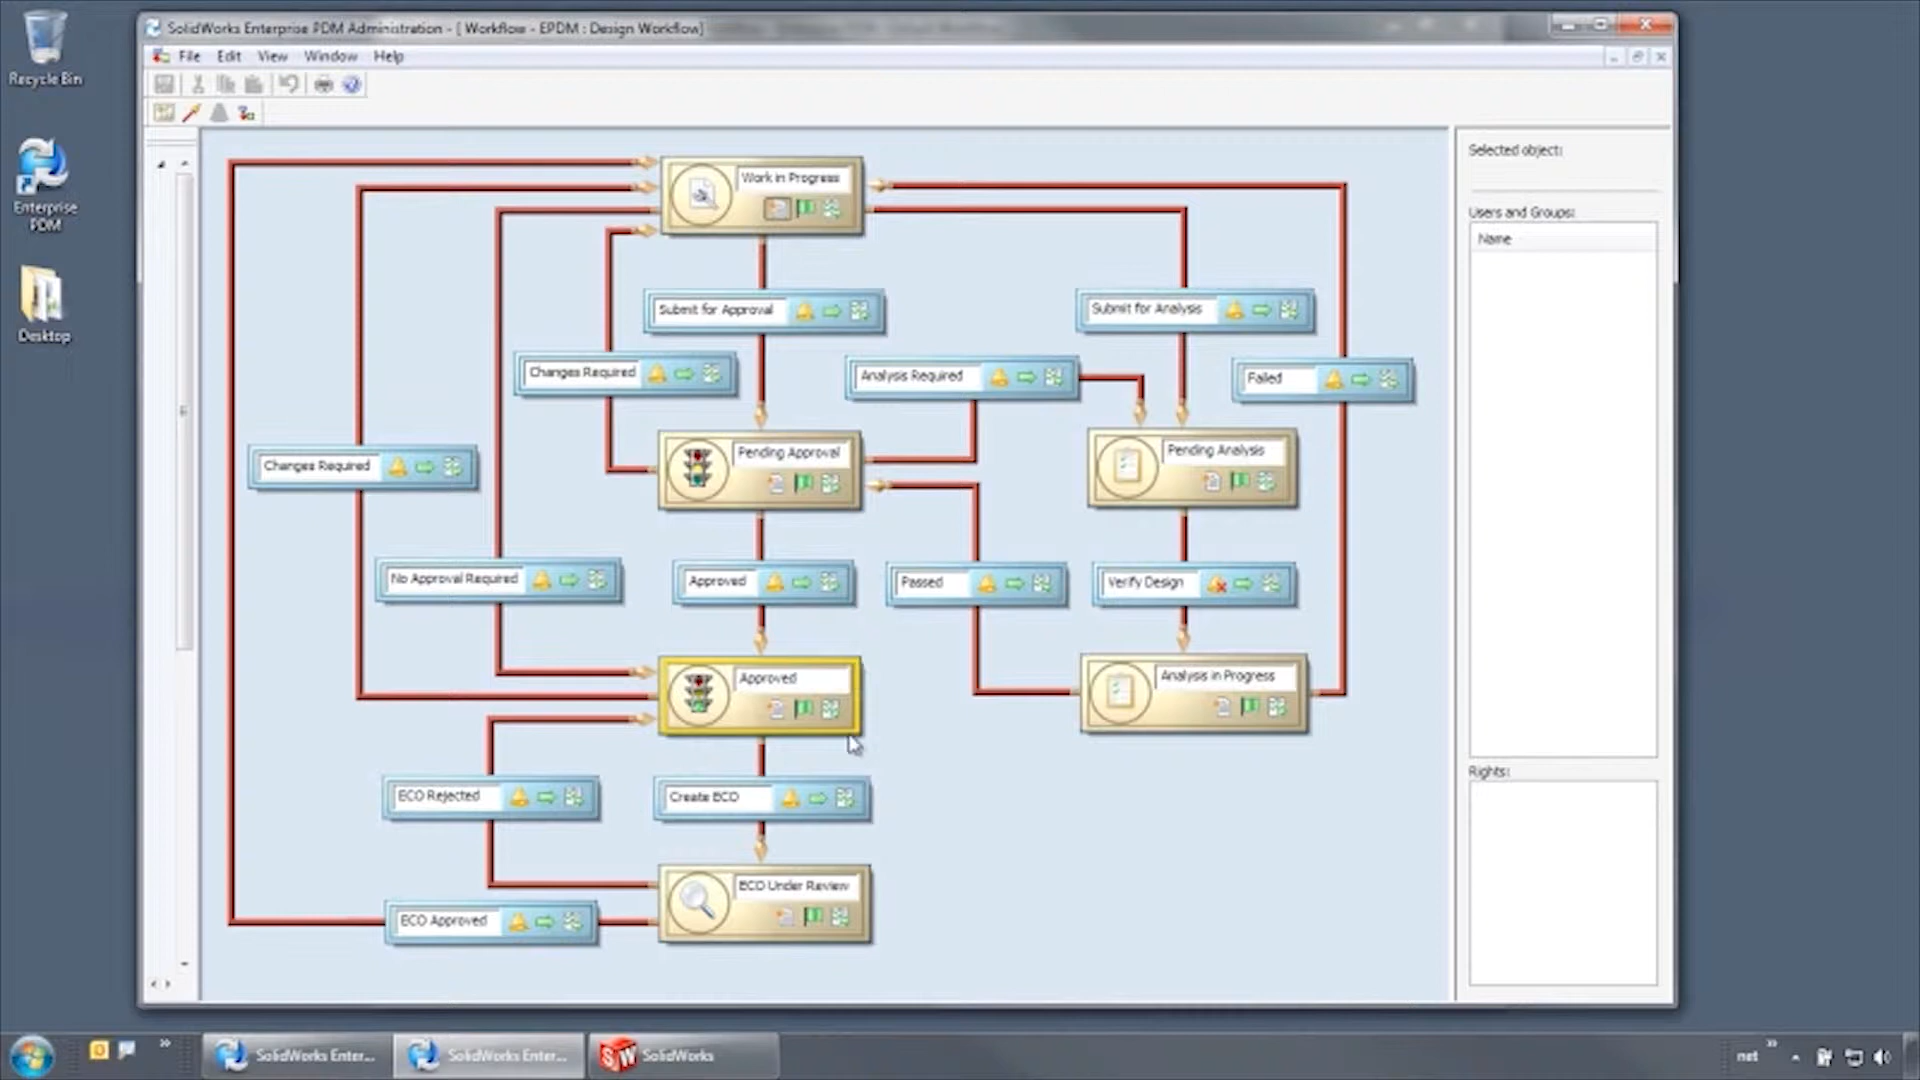 SolidWorks Enterprise PDM Administration - [ Workflow - EPDM : Design Workflow]
File Edit View Window Help
Recycle Bin
Enterprise
PDM
Desktop
Work in Progress
Submit for Approval
Submit for Analysis
Changes Required
Analysis Required
Failed
Pending Approval
Pending Analysis
Changes Required
No Approval Required
Approved
Passed
Verify Design
Approved
Analysis in Progress
ECO Rejected
Create ECO
ECO Under Review
ECO Approved
Selected object:
Users and Groups:
Name
Rights:
SolidWorks Enter...
SolidWorks Enter...
SW SolidWorks
net